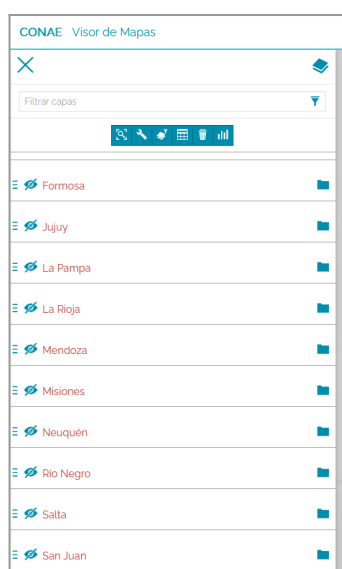 CONAE Visor de Mapas
Filtrar capas
Formosa
Jujuy
La Pampa
La Rioja
Mendoza
Misiones
Neuquén
Río Negro
Salta
San Juan